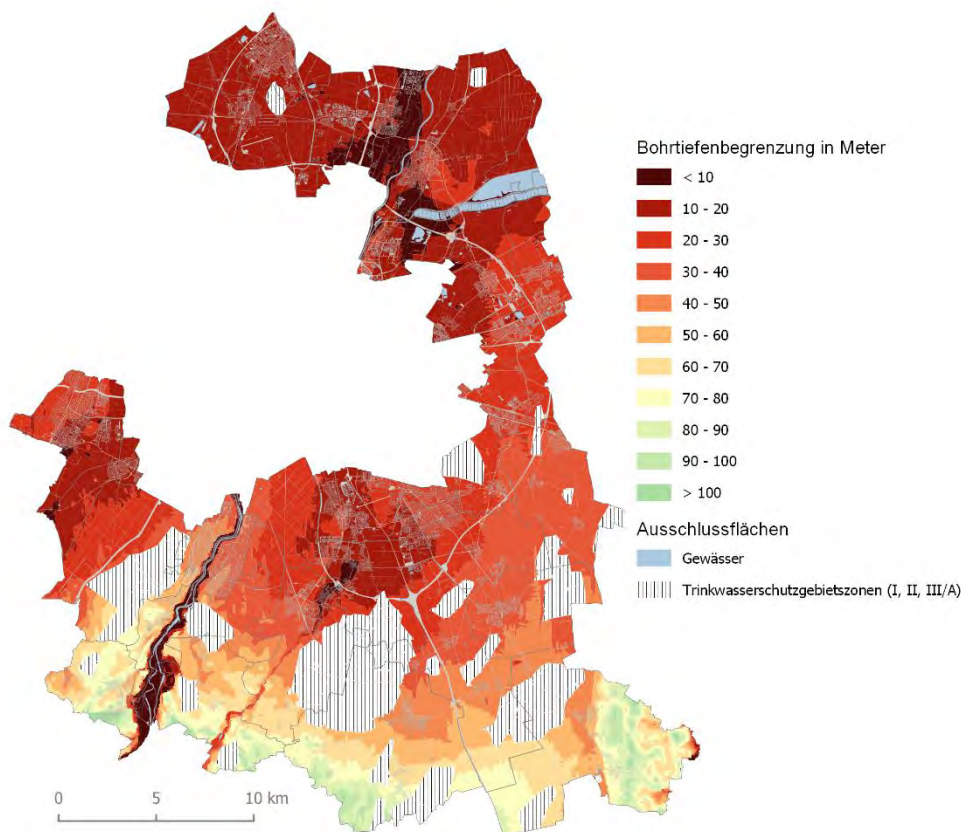 Bohrtiefenbegrenzung in Meter
< 10
10 - 20
20 - 30
30 - 40
40 - 50
50 - 60
60 - 70
70 - 80
80 - 90
90 - 100
> 100
Ausschlussflächen
Gewässer
Trinkwasserschutzgebietszonen (I, II, III/A)
0 5 10 km